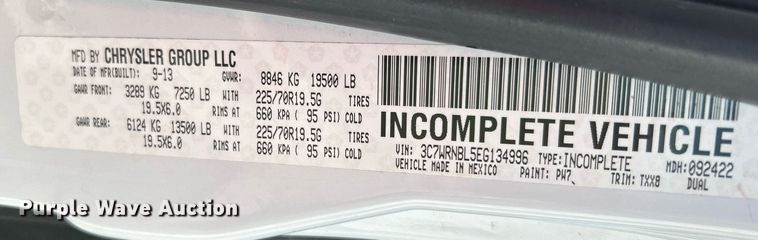 MFD BY CHRYSLER GROUP LLC
DATE OF MFR(BUILT): 9-13 GVWR: 8846 KG 19500 LB
GAWR FRONT: 3289 KG 7250 LB WITH 225/70R19.5G TIRES
19.5X6.0 RIMS AT 660 KPA ( 95 PSI) COLD
GAWR REAR: 6124 KG 13500 LB WITH 225/70R19.5G TIRES
19.5X6.0 RIMS AT 660 KPA ( 95 PSI) COLD
INCOMPLETE VEHICLE
VIN: 3C7WRNBL5EG134996 TYPE: INCOMPLETE MDH: 092422
VEHICLE MADE IN MEXICO PAINT: PW7 TRIM: TXX8 DUAL
Purple Wave Auction